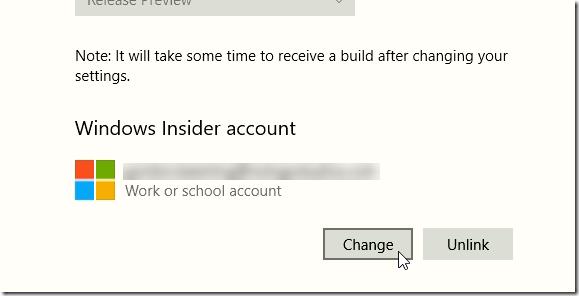 Release Preview
Note: It will take some time to receive a build after changing your
settings.
Windows Insider account
Work or school account
Change Unlink